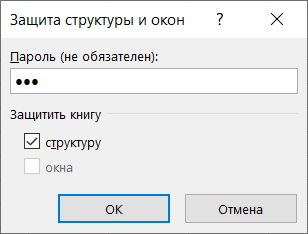 Защита структуры и окон
Пароль (не обязателен):
●●●
Защитить книгу
структуру
окна
ОК
Отмена